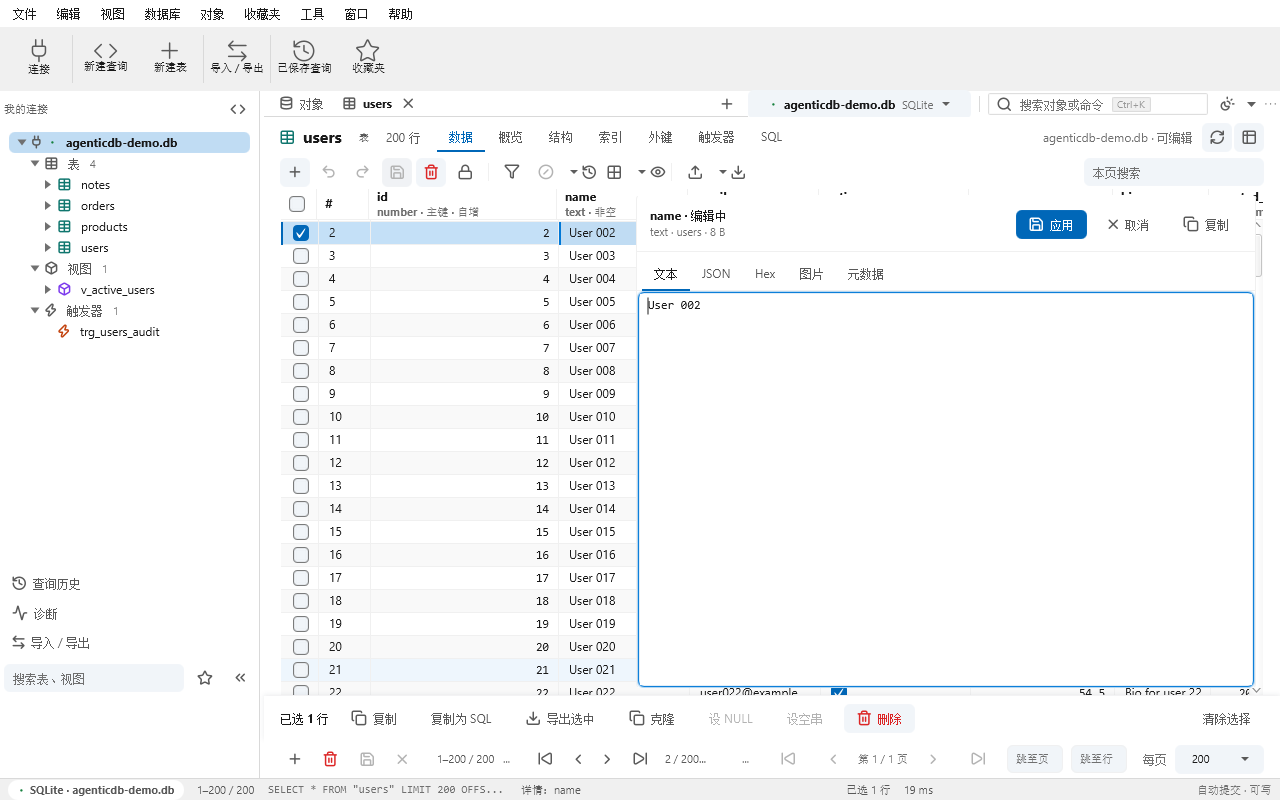 文件 编辑 视图 数据库 对象 收藏夹 工具 窗口 帮助
连接 新建查询 新建表 导入 / 导出 已保存查询 收藏夹
我的连接
agenticdb-demo.db
表 4
notes
orders
products
users
视图 1
v_active_users
触发器 1
trg_users_audit
查询历史
诊断
导入 / 导出
搜索表、视图
对象 users
agenticdb-demo.db SQLite
搜索对象或命令 Ctrl+K
users 表 200 行 数据 概览 结构 索引 外键 触发器 SQL
agenticdb-demo.db · 可编辑
本页搜索
# id name
number · 主键 · 自增 text · 非空
2 2 User 002
3 3 User 003
4 4 User 004
5 5 User 005
6 6 User 006
7 7 User 007
8 8 User 008
9 9 User 009
10 10 User 010
11 11 User 011
12 12 User 012
13 13 User 013
14 14 User 014
15 15 User 015
16 16 User 016
17 17 User 017
18 18 User 018
19 19 User 019
20 20 User 020
21 21 User 021
22 22 User 022 user022@example 54.5 Bio for user 22
name · 编辑中
text · users · 8 B
应用 取消 复制
文本 JSON Hex 图片 元数据
User 002
已选 1 行 复制 复制为 SQL 导出选中 克隆 设 NULL 设空串 删除 清除选择
1–200 / 200 ... 2 / 200... ... 第 1 / 1 页 跳至页 跳至行 每页 200
SQLite · agenticdb-demo.db 1–200 / 200 SELECT * FROM "users" LIMIT 200 OFFS... 详情: name 已选 1 行 19 ms 自动提交 · 可写